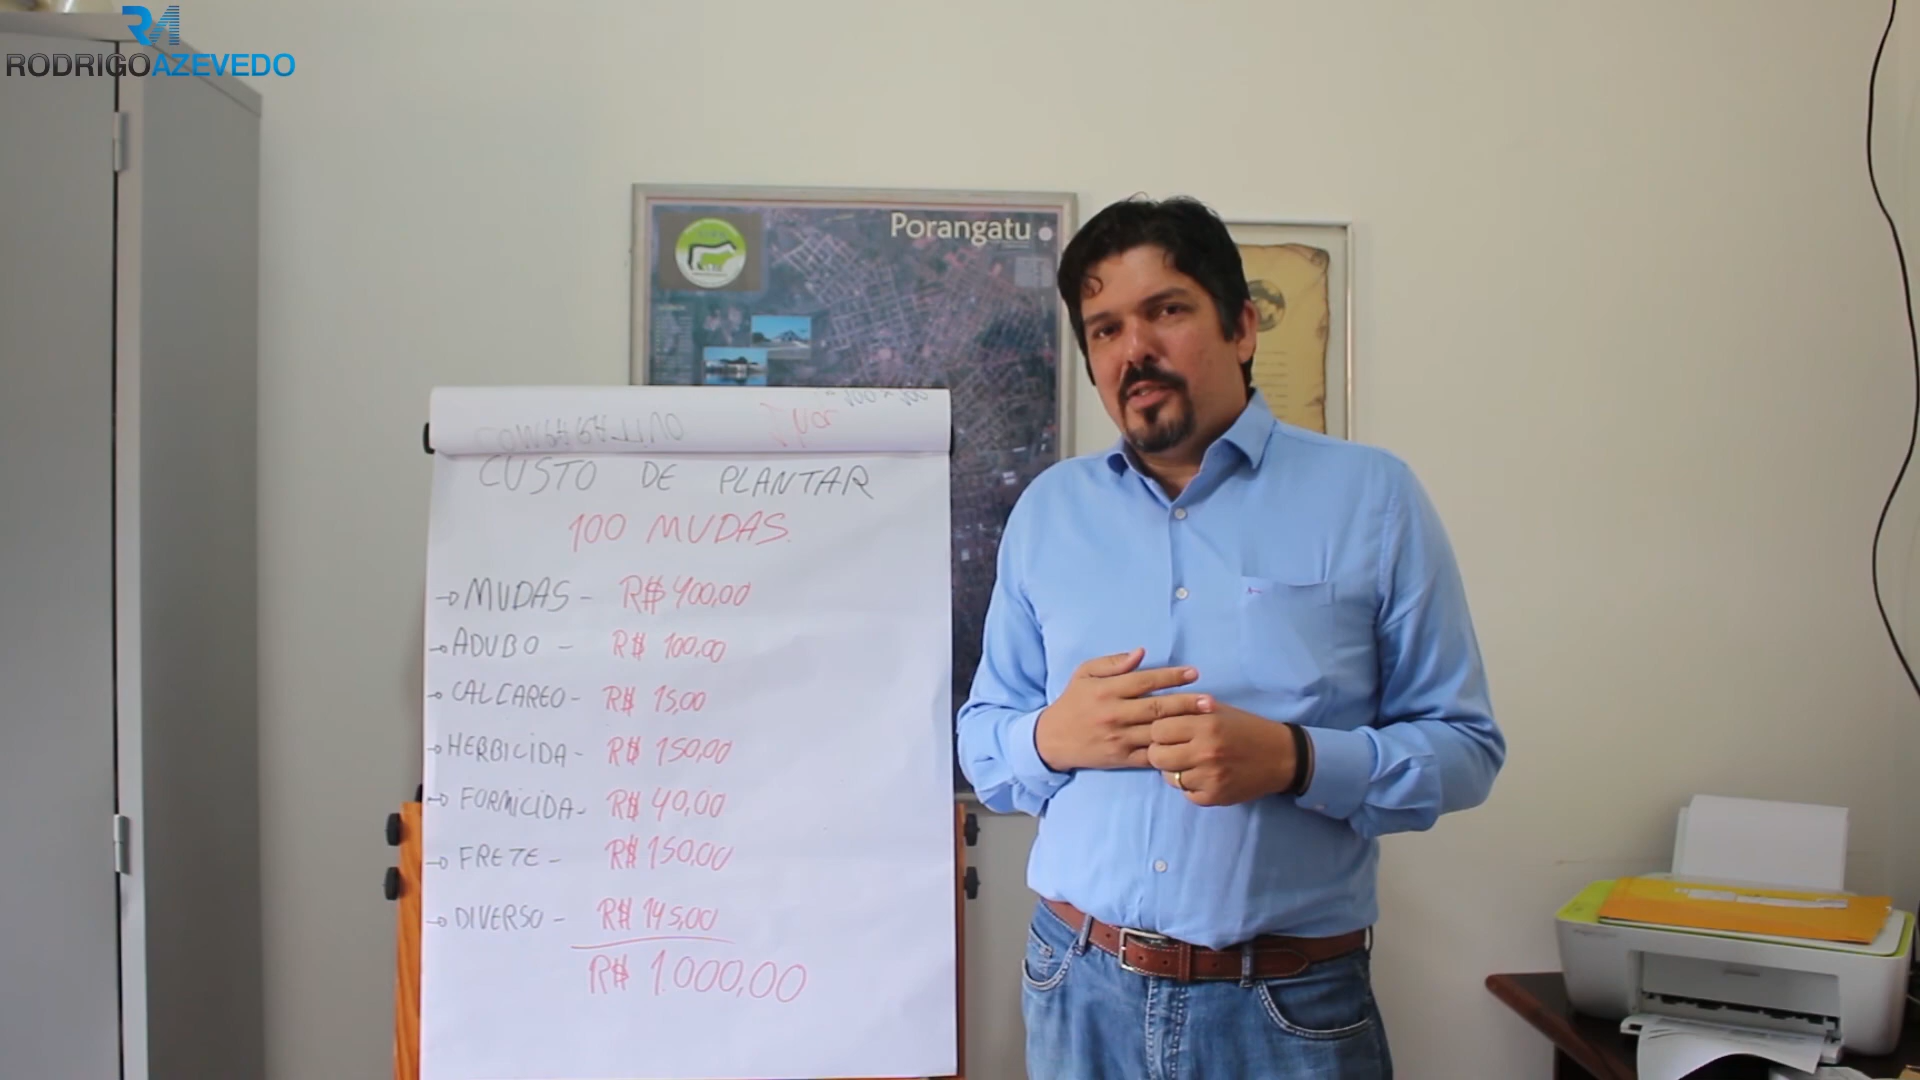 RODRIGOAZEVEDO
Porangatu
CUSTO DE PLANTAR
100 MUDAS.
MUDAS - R$ 400,00
ADUBO - R$ 100,00
CALCAREO - R$ 15,00
HERBICIDA - R$ 150,00
FORMICIDA - R$ 40,00
FRETE - R$ 150,00
DIVERSO - R$ 145,00
R$ 1.000,00